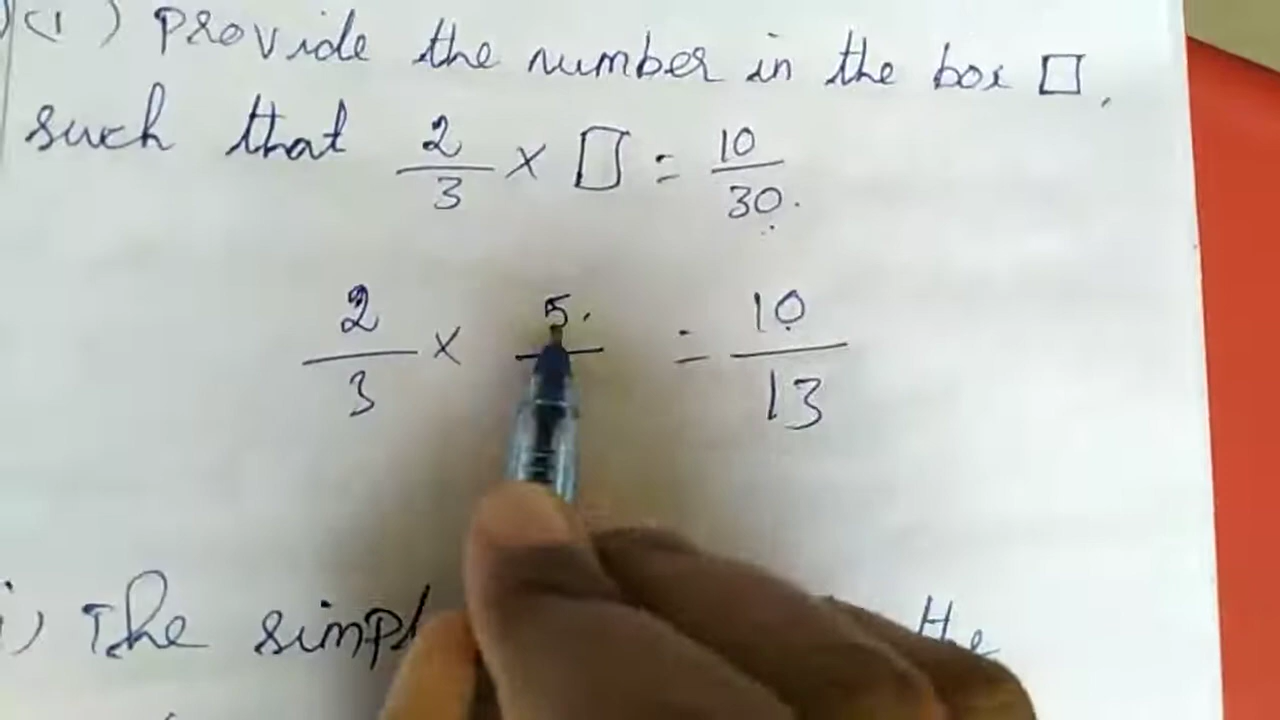 (i) Provide the number in the box □,
such that 2/3 × □ = 10/30.
2/3 × 5. = 10/13
i) The simpl the